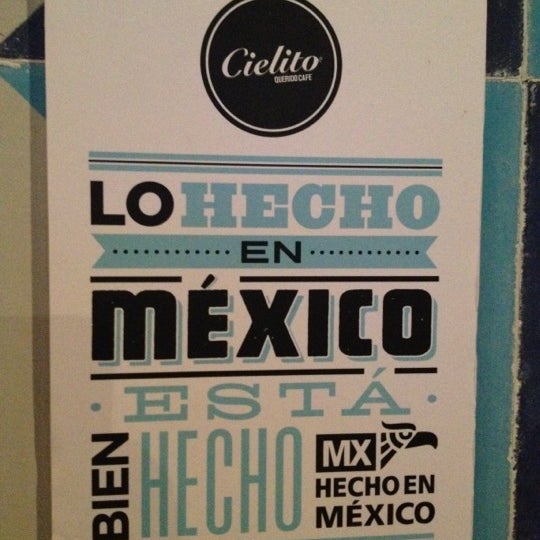 Cielito
QUERIDO CAFÉ
LO HECHO
EN
MÉXICO
ESTÁ
BIEN
HECHO
MX
HECHO EN
MÉXICO